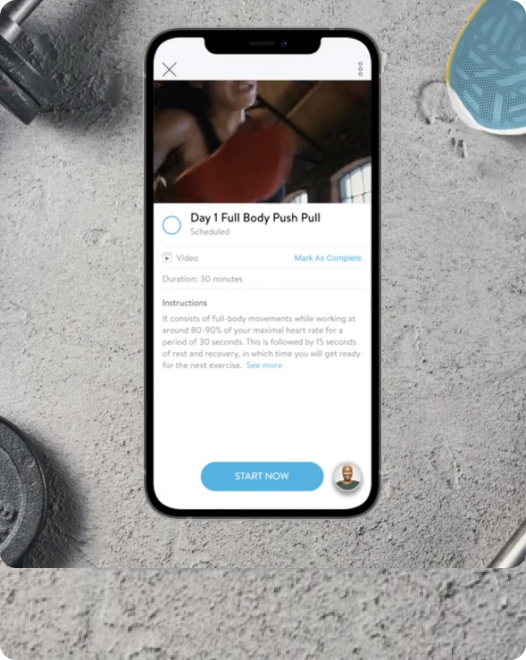 Day 1 Full Body Push Pull
Scheduled
Video
Mark As Complete
Duration: 30 minutes
Instructions
It consists of full-body movements while working at
around 80-90% of your maximal heart rate for a
period of 30 seconds. This is followed by 15 seconds
of rest and recovery, in which time you will get ready
for the next exercise. See more
START NOW